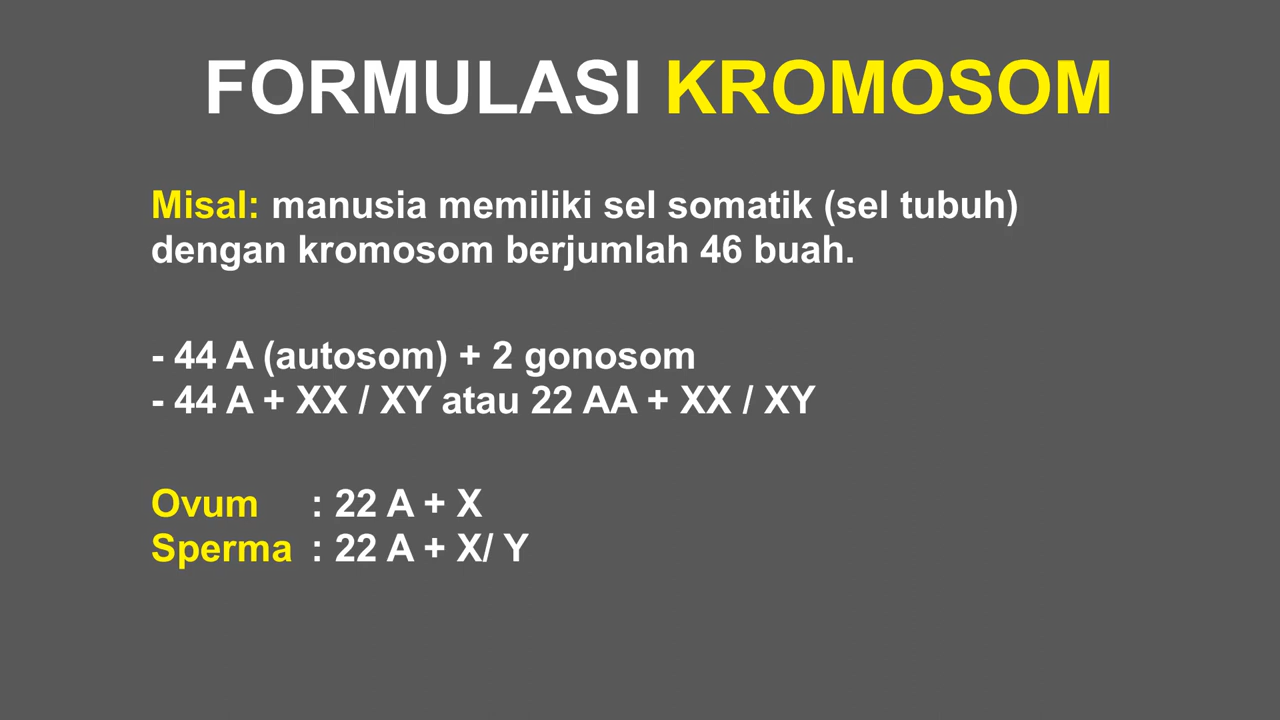 FORMULASI KROMOSOM
Misal: manusia memiliki sel somatik (sel tubuh)
dengan kromosom berjumlah 46 buah.
- 44 A (autosom) + 2 gonosom
- 44 A + XX / XY atau 22 AA + XX / XY
Ovum : 22 A + X
Sperma : 22 A + X/ Y